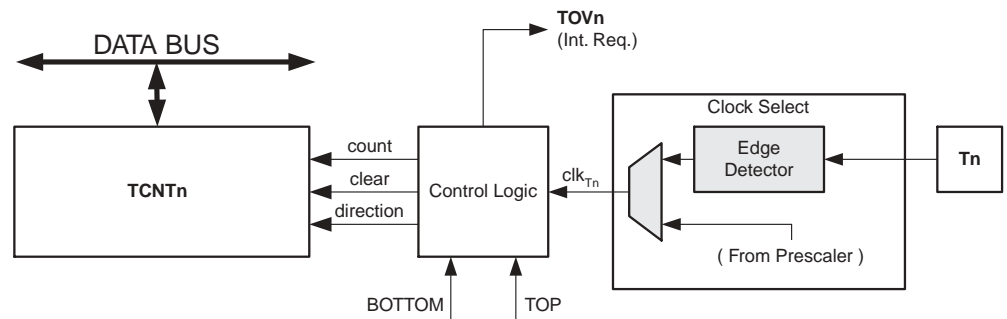 TOVn
(Int. Req.)
DATA BUS
Clock Select
count
Edge
Detector
Tn
TCNTn
clear
Control Logic
clkTn
direction
( From Prescaler )
BOTTOM
TOP